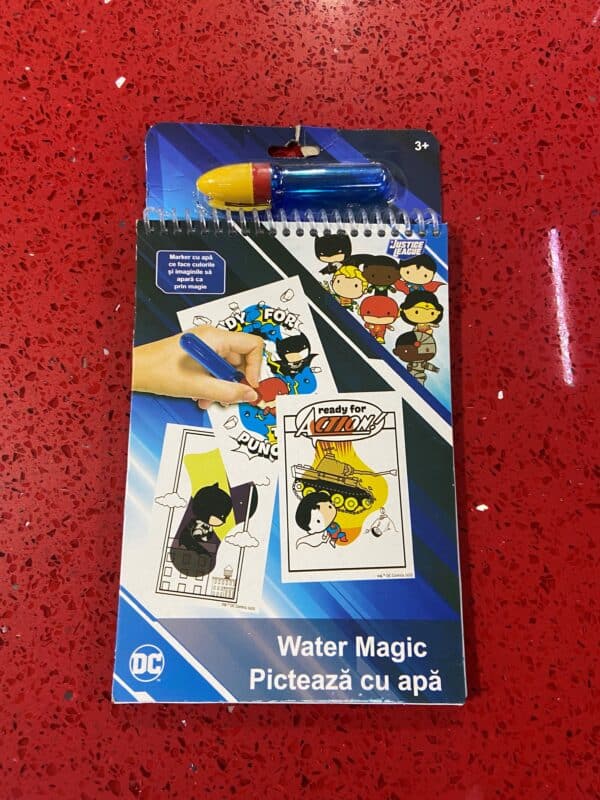 3+
JUSTICE
LEAGUE
Marker cu apă
ce face culorile
și imaginile să
apară ca
prin magie
READY FOR
PUNC
ready for
ACTION!
DC
Water Magic
Pictează cu apă